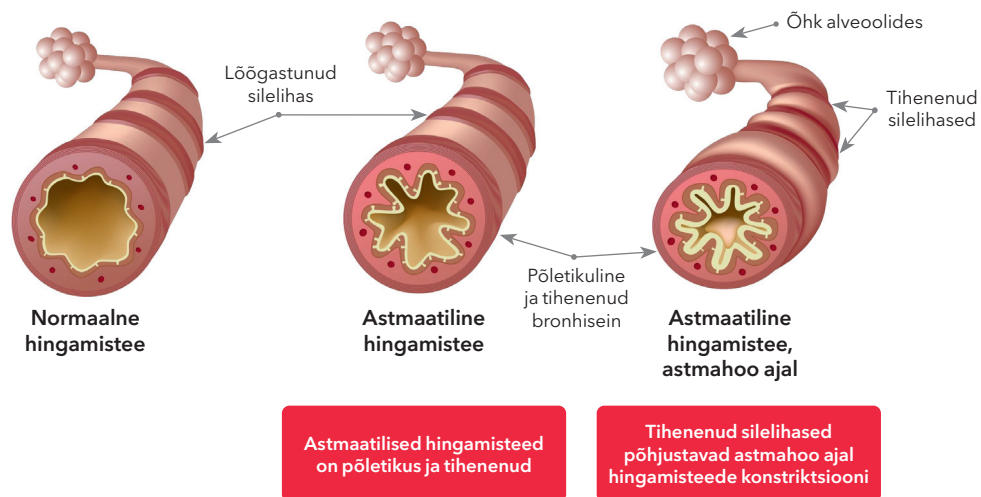 Õhk alveoolides
Lõõgastunud
silelihas
Tihenenud
silelihased
Põletikuline
ja tihenenud
bronhisein
Normaalne
hingamistee
Astmaatiline
hingamistee
Astmaatiline
hingamistee,
astmahoo ajal
Astmaatilised hingamisteed
on põletikus ja tihenenud
Tihenenud silelihased
põhjustavad astmahoo ajal
hingamisteede konstriktsiooni